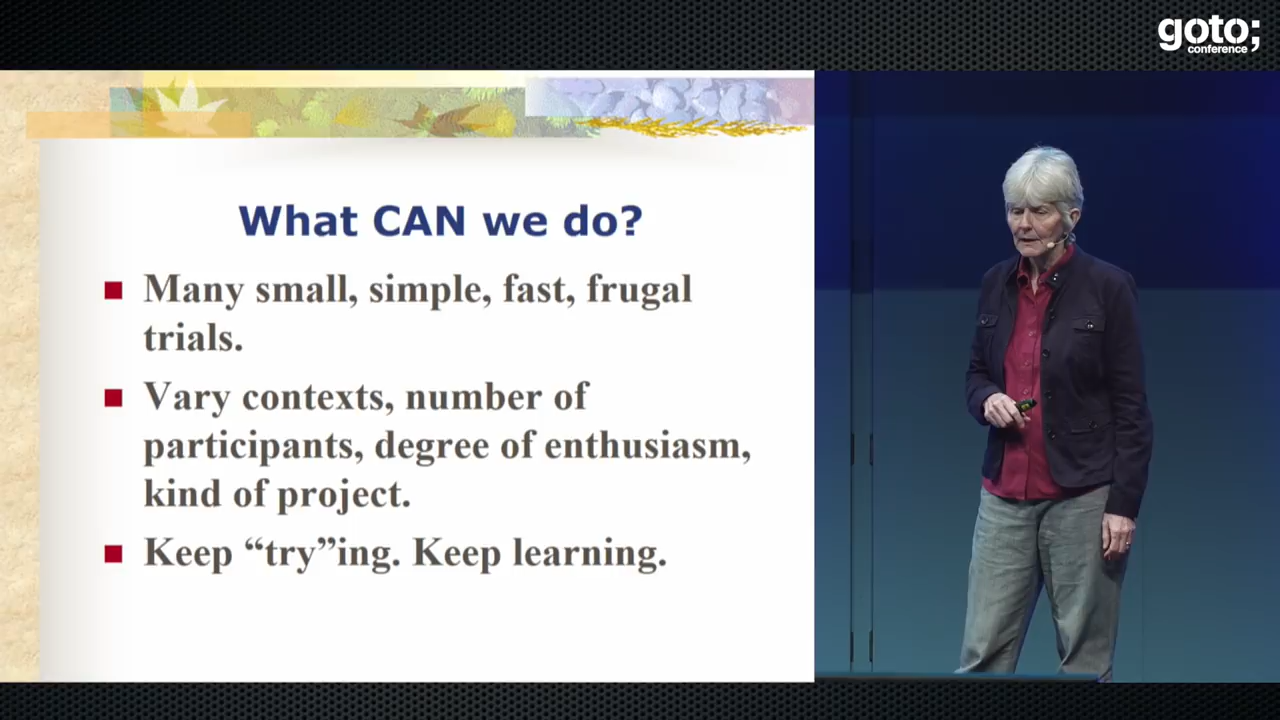 goto;
conference
What CAN we do?
Many small, simple, fast, frugal
trials.
Vary contexts, number of
participants, degree of enthusiasm,
kind of project.
Keep “try”ing. Keep learning.